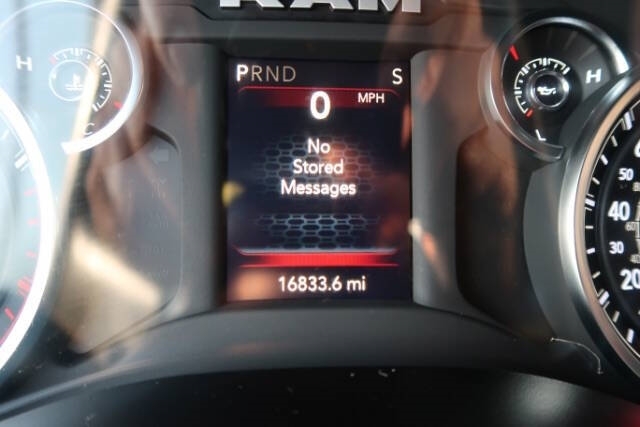 RAM
H
C
PRND
S
0 MPH
No
Stored
Messages
16833.6 mi
H
L
50
40
30
20